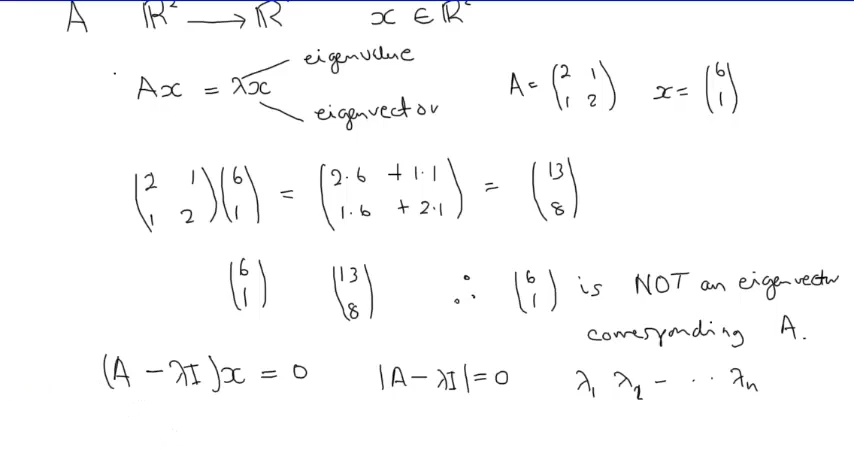 A ℝ² ⟶ ℝ² x ∈ ℝ²
eigenvalue
Ax = λx
eigenvector
A = (2 1; 1 2) x = (6; 1)
(2 1; 1 2)(6; 1) = (2·6 + 1·1; 1·6 + 2·1) = (13; 8)
(6; 1) (13; 8) ∴ (6; 1) is NOT an eigenvector
corresponding A.
(A − λI)x = 0 |A − λI| = 0 λ₁ λ₂ − ·· λn